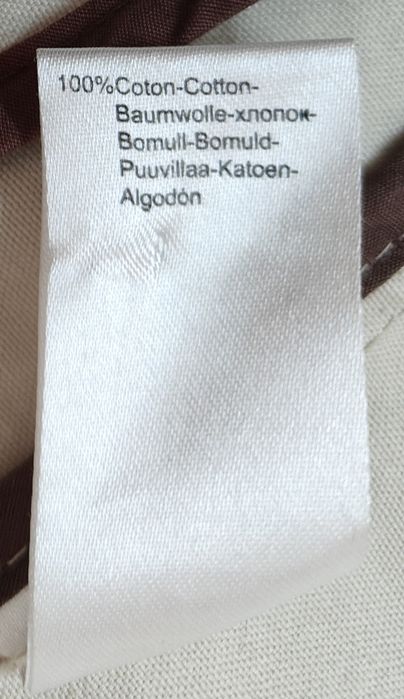 100%Coton-Cotton-
Baumwolle-хлопок-
Bomull-Bomuld-
Puuvillaa-Katoen-
Algodón